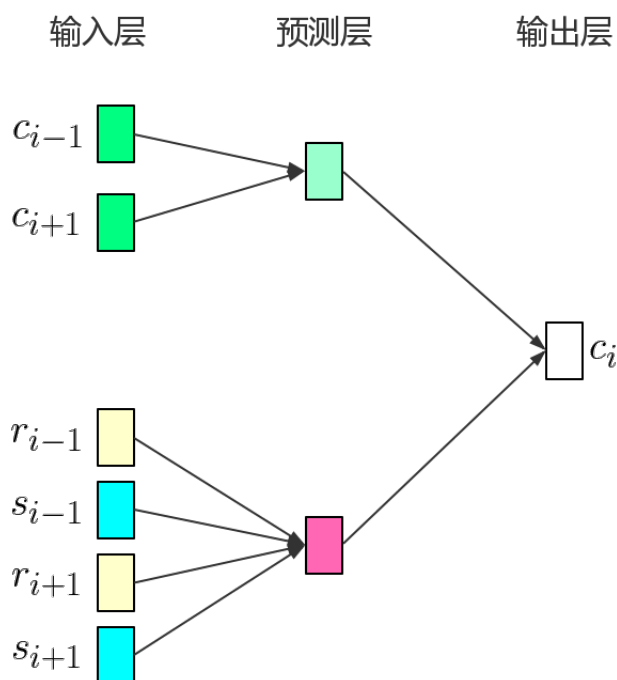 输入层 预测层 输出层
c_{i-1}
c_{i+1}
c_i
r_{i-1}
s_{i-1}
r_{i+1}
s_{i+1}